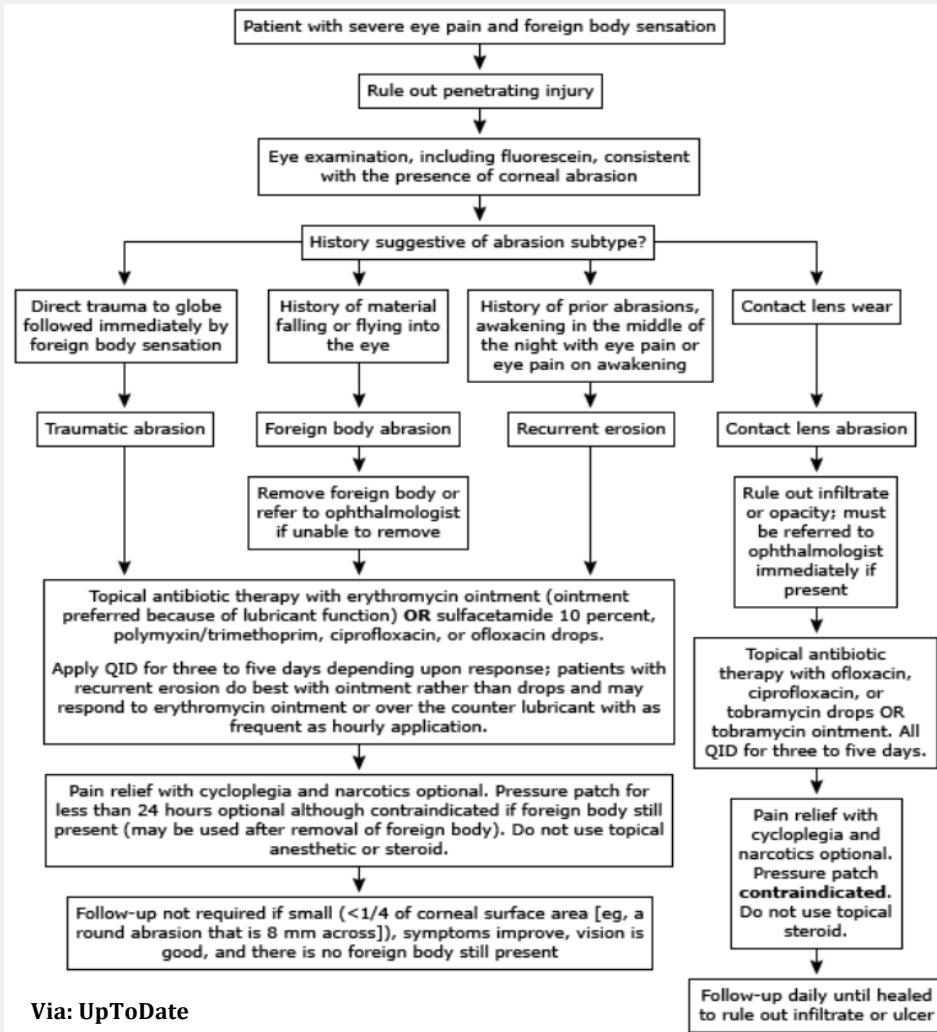 Patient with severe eye pain and foreign body sensation
Rule out penetrating injury
Eye examination, including fluorescein, consistent
with the presence of corneal abrasion
History suggestive of abrasion subtype?
Direct trauma to globe
followed immediately by
foreign body sensation
History of material
falling or flying into
the eye
History of prior abrasions,
awakening in the middle of
the night with eye pain or
eye pain on awakening
Contact lens wear
Traumatic abrasion
Foreign body abrasion
Recurrent erosion
Contact lens abrasion
Remove foreign body or
refer to ophthalmologist
if unable to remove
Rule out infiltrate
or opacity; must
be referred to
ophthalmologist
immediately if
present
Topical antibiotic therapy with erythromycin ointment (ointment
preferred because of lubricant function) OR sulfacetamide 10 percent,
polymyxin/trimethoprim, ciprofloxacin, or ofloxacin drops.
Apply QID for three to five days depending upon response; patients with
recurrent erosion do best with ointment rather than drops and may
respond to erythromycin ointment or over the counter lubricant with as
frequent as hourly application.
Topical antibiotic
therapy with ofloxacin,
ciprofloxacin, or
tobramycin drops OR
tobramycin ointment. All
QID for three to five days.
Pain relief with cycloplegia and narcotics optional. Pressure patch for
less than 24 hours optional although contraindicated if foreign body still
present (may be used after removal of foreign body). Do not use topical
anesthetic or steroid.
Pain relief with
cycloplegia and
narcotics optional.
Pressure patch
contraindicated.
Do not use topical
steroid.
Follow-up not required if small (<1/4 of corneal surface area [eg, a
round abrasion that is 8 mm across]), symptoms improve, vision is
good, and there is no foreign body still present
Follow-up daily until healed
to rule out infiltrate or ulcer
Via: UpToDate